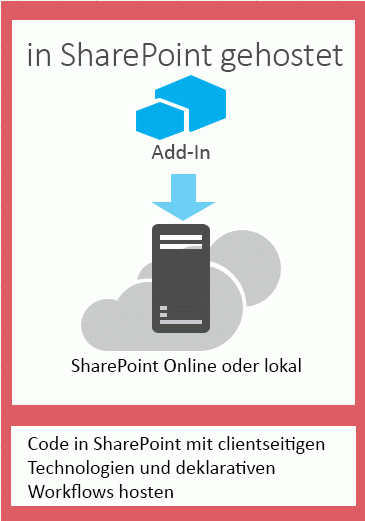 in SharePoint gehostet
Add-In
SharePoint Online oder lokal
Code in SharePoint mit clientseitigen
Technologien und deklarativen
Workflows hosten